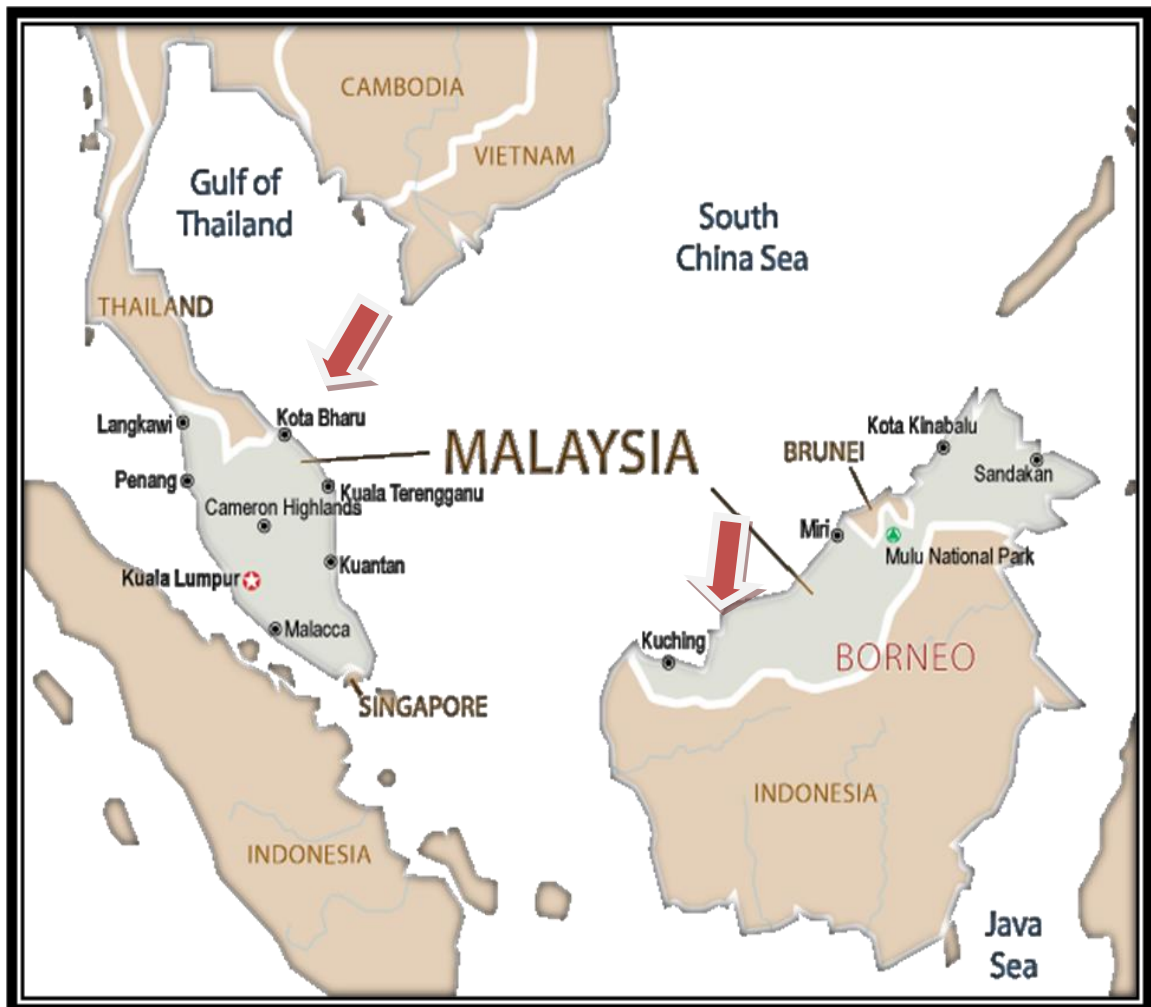 CAMBODIA
VIETNAM
Gulf of
Thailand
South
China Sea
THAILAND
Langkawi
Kota Bharu
MALAYSIA
Kota Kinabalu
BRUNEI
Sandakan
Penang
Kuala Terengganu
Cameron Highlands
Miri
Mulu National Park
Kuantan
Kuala Lumpur
Malacca
Kuching
BORNEO
SINGAPORE
INDONESIA
INDONESIA
Java
Sea